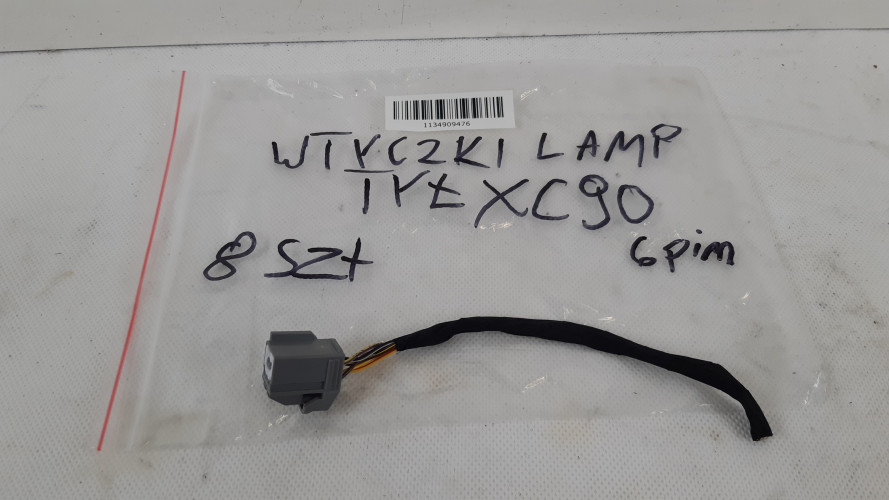 1134909476
WTYCZKI LAMP
TYŁ XC90
8 SZt
6pim